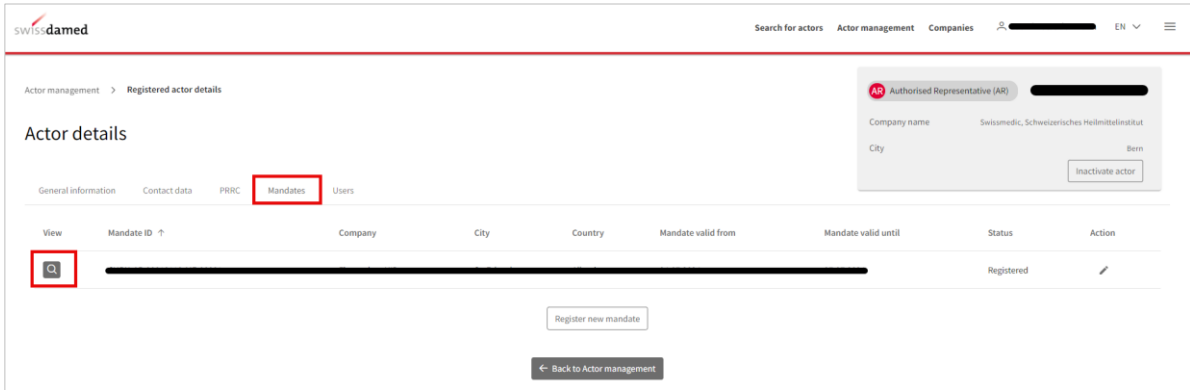 swissdamed
Search for actors Actor management Companies EN
Actor management > Registered actor details
AR Authorised Representative (AR)
Company name Swissmedic, Schweizerisches Heilmittelinstitut
City Bern
Inactivate actor
Actor details
General information Contact data PRRC Mandates Users
View Mandate ID ↑ Company City Country Mandate valid from Mandate valid until Status Action
Registered
Register new mandate
← Back to Actor management